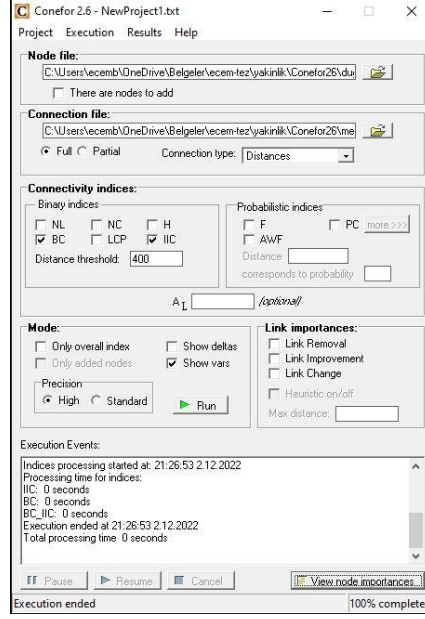 Conefor 2.6 - NewProject1.txt
Project Execution Results Help
Node file:
C:\Users\ecemb\OneDrive\Belgeler\ecem-tez\yakinlik\Conefor26\du
There are nodes to add
Connection file:
C:\Users\ecemb\OneDrive\Belgeler\ecem-tez\yakinlik\Conefor26\me
Full Partial Connection type: Distances
Connectivity indices:
Binary indices
NL NC H
BC LCP IIC
Distance threshold: 400
Probabilistic indices
F PC more >>>
AWF
Distance
corresponds to probability
AL (optional)
Mode:
Only overall index Show deltas
Only added nodes Show vars
Precision
High Standard
Run
Link importances:
Link Removal
Link Improvement
Link Change
Heuristic on/off
Max distance:
Execution Events:
Indices processing started at: 21:26:53 2.12.2022
Processing time for indices:
IIC: 0 seconds
BC: 0 seconds
BC_IIC: 0 seconds
Execution ended at 21:26:53 2.12.2022
Total processing time 0 seconds
Pause Resume Cancel View node importances
Execution ended 100% complete